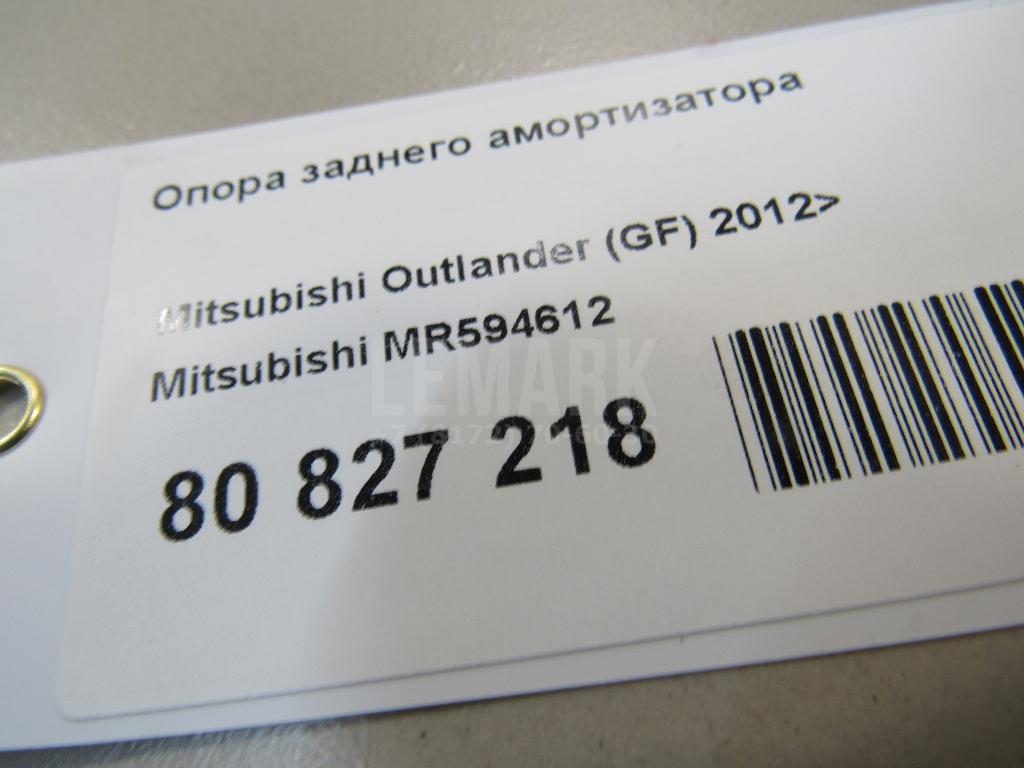 Опора заднего амортизатора
Mitsubishi Outlander (GF) 2012>
Mitsubishi MR594612
LEMARK
80 827 218